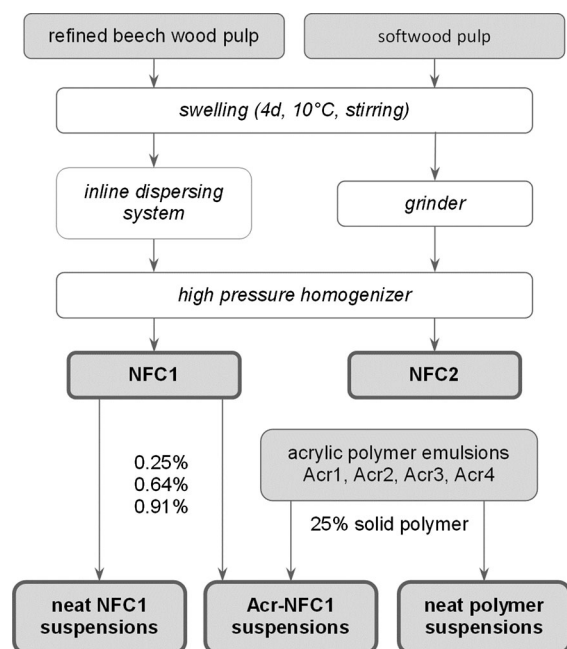 refined beech wood pulp
softwood pulp
swelling (4d, 10°C, stirring)
inline dispersing
system
grinder
high pressure homogenizer
NFC1
NFC2
0.25%
0.64%
0.91%
acrylic polymer emulsions
Acr1, Acr2, Acr3, Acr4
25% solid polymer
neat NFC1
suspensions
Acr-NFC1
suspensions
neat polymer
suspensions